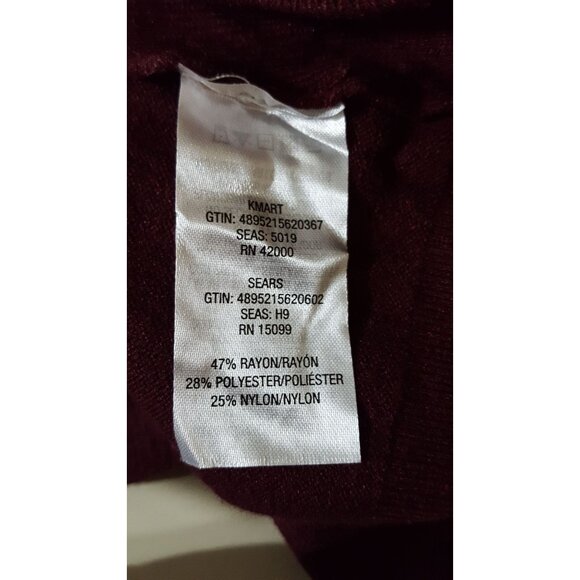 KMART
GTIN: 4895215620367
SEAS: 5019
RN 42000
SEARS
GTIN: 4895215620602
SEAS: H9
RN 15099
47% RAYON/RAYÓN
28% POLYESTER/POLIÉSTER
25% NYLON/NYLON